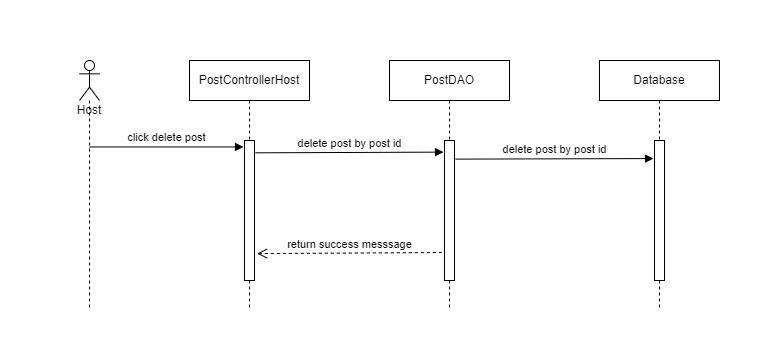 PostControllerHost
PostDAO
Database
Host
click delete post
delete post by post id
delete post by post id
return success messsage